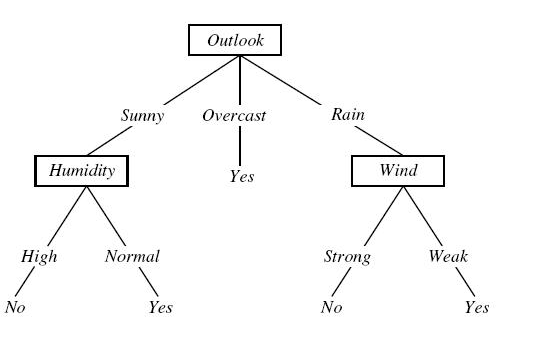 Outlook
Sunny Overcast Rain
Humidity Yes Wind
High Normal Strong Weak
No Yes No Yes